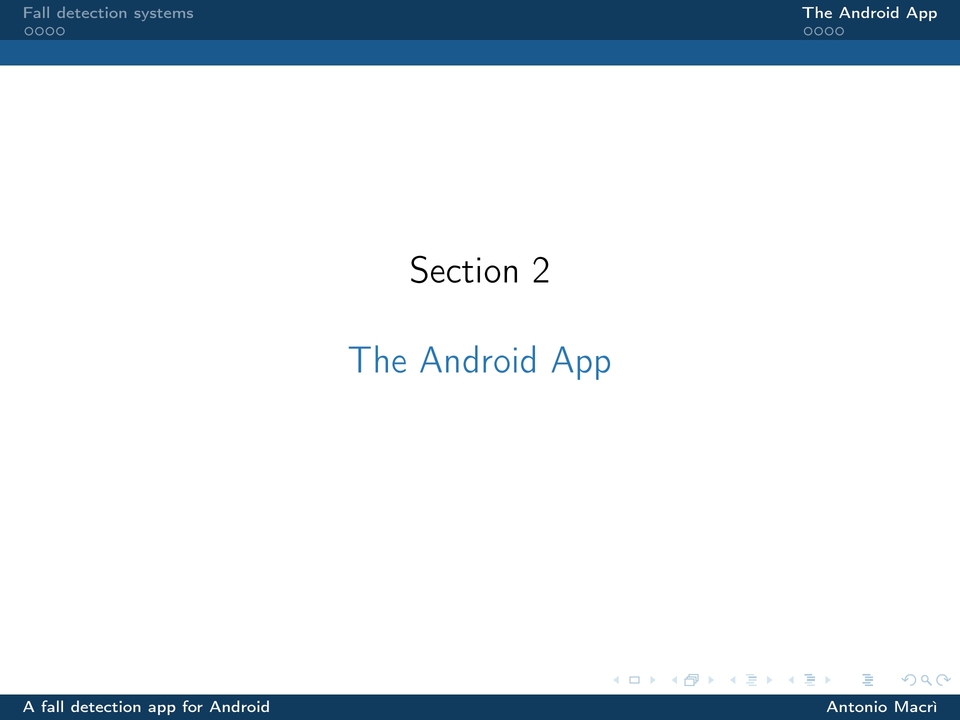 Fall detection systems
The Android App
Section 2
The Android App
A fall detection app for Android
Antonio Macrì